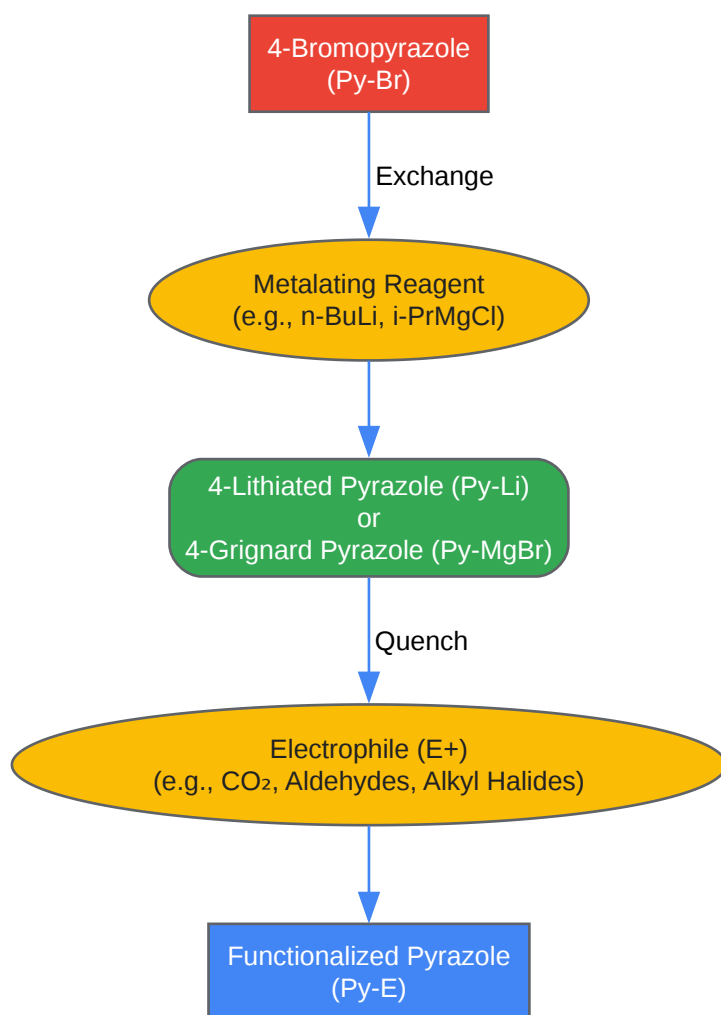 4-Bromopyrazole
(Py-Br)
Exchange
Metalating Reagent
(e.g., n-BuLi, i-PrMgCl)
4-Lithiated Pyrazole (Py-Li)
or
4-Grignard Pyrazole (Py-MgBr)
Quench
Electrophile (E+)
(e.g., CO₂, Aldehydes, Alkyl Halides)
Functionalized Pyrazole
(Py-E)